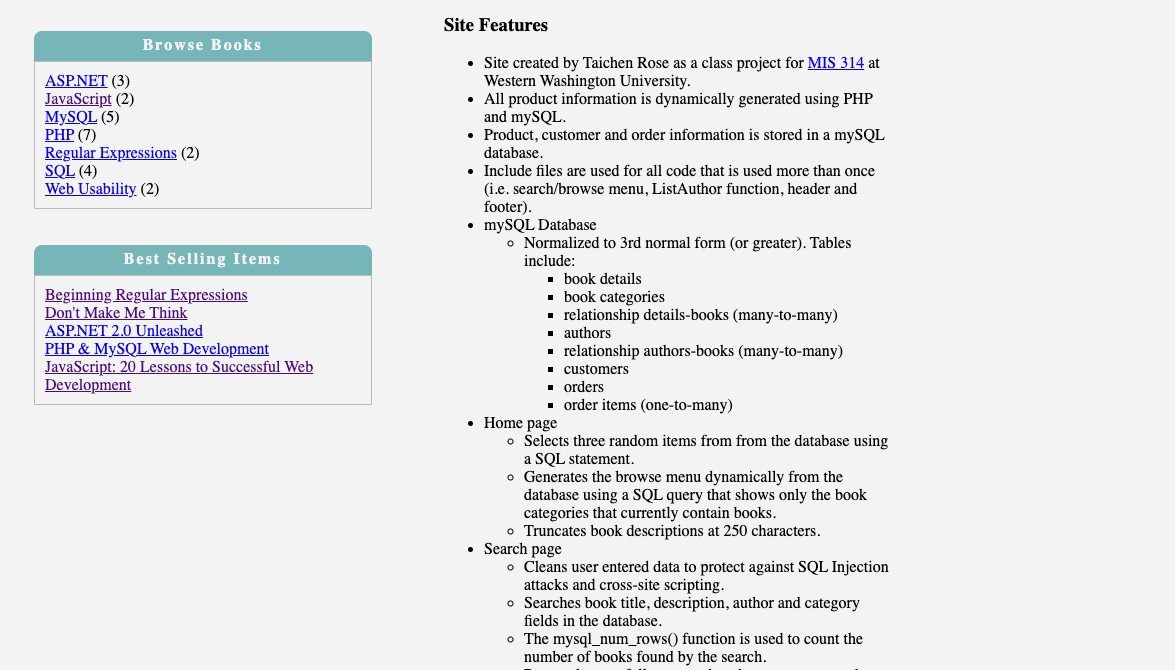 Browse Books
ASP.NET (3)
JavaScript (2)
MySQL (5)
PHP (7)
Regular Expressions (2)
SQL (4)
Web Usability (2)
Best Selling Items
Beginning Regular Expressions
Don't Make Me Think
ASP.NET 2.0 Unleashed
PHP & MySQL Web Development
JavaScript: 20 Lessons to Successful Web
Development
Site Features
Site created by Taichen Rose as a class project for MIS 314 at
Western Washington University.
All product information is dynamically generated using PHP
and mySQL.
Product, customer and order information is stored in a mySQL
database.
Include files are used for all code that is used more than once
(i.e. search/browse menu, ListAuthor function, header and
footer).
mySQL Database
Normalized to 3rd normal form (or greater). Tables
include:
book details
book categories
relationship details-books (many-to-many)
authors
relationship authors-books (many-to-many)
customers
orders
order items (one-to-many)
Home page
Selects three random items from from the database using
a SQL statement.
Generates the browse menu dynamically from the
database using a SQL query that shows only the book
categories that currently contain books.
Truncates book descriptions at 250 characters.
Search page
Cleans user entered data to protect against SQL Injection
attacks and cross-site scripting.
Searches book title, description, author and category
fields in the database.
The mysql_num_rows() function is used to count the
number of books found by the search.